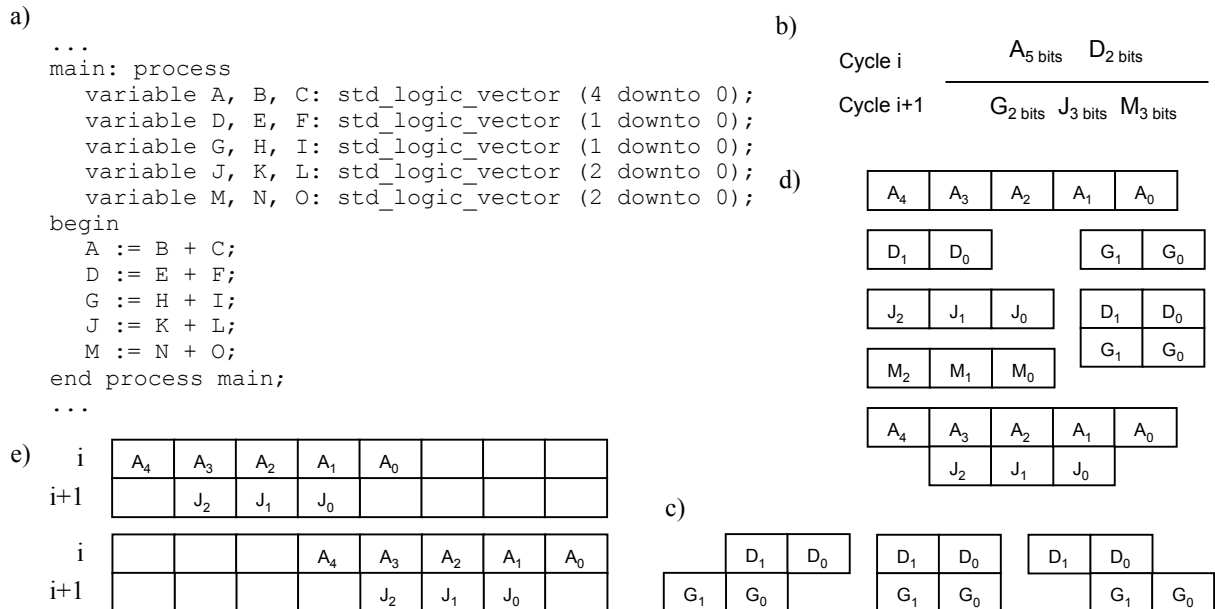 a)
...
main: process
variable A, B, C: std_logic_vector (4 downto 0);
variable D, E, F: std_logic_vector (1 downto 0);
variable G, H, I: std_logic_vector (1 downto 0);
variable J, K, L: std_logic_vector (2 downto 0);
variable M, N, O: std_logic_vector (2 downto 0);
begin
A := B + C;
D := E + F;
G := H + I;
J := K + L;
M := N + O;
end process main;
...
b)
Cycle i A5 bits D2 bits
Cycle i+1 G2 bits J3 bits M3 bits
d)
A4 A3 A2 A1 A0
D1 D0 G1 G0
J2 J1 J0 D1 D0
G1 G0
M2 M1 M0
A4 A3 A2 A1 A0
J2 J1 J0
e)
i A4 A3 A2 A1 A0
i+1 J2 J1 J0
i A4 A3 A2 A1 A0
i+1 J2 J1 J0
c)
D1 D0 D1 D0 D1 D0
G1 G0 G1 G0 G1 G0